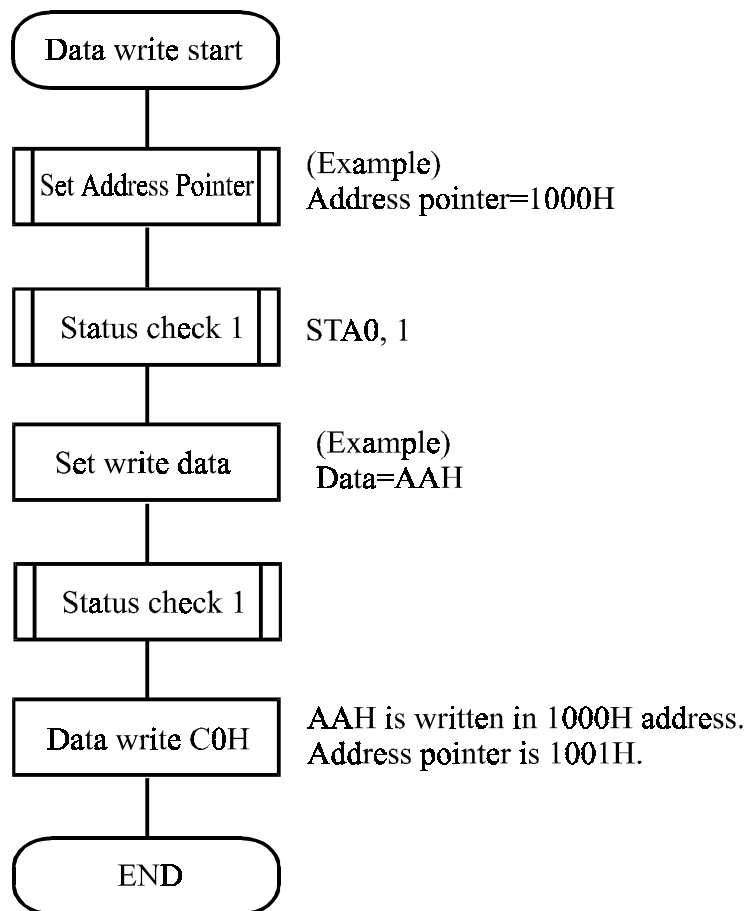 Data write start
Set Address Pointer
(Example)
Address pointer=1000H
Status check 1
STA0, 1
Set write data
(Example)
Data=AAH
Status check 1
Data write C0H
AAH is written in 1000H address.
Address pointer is 1001H.
END